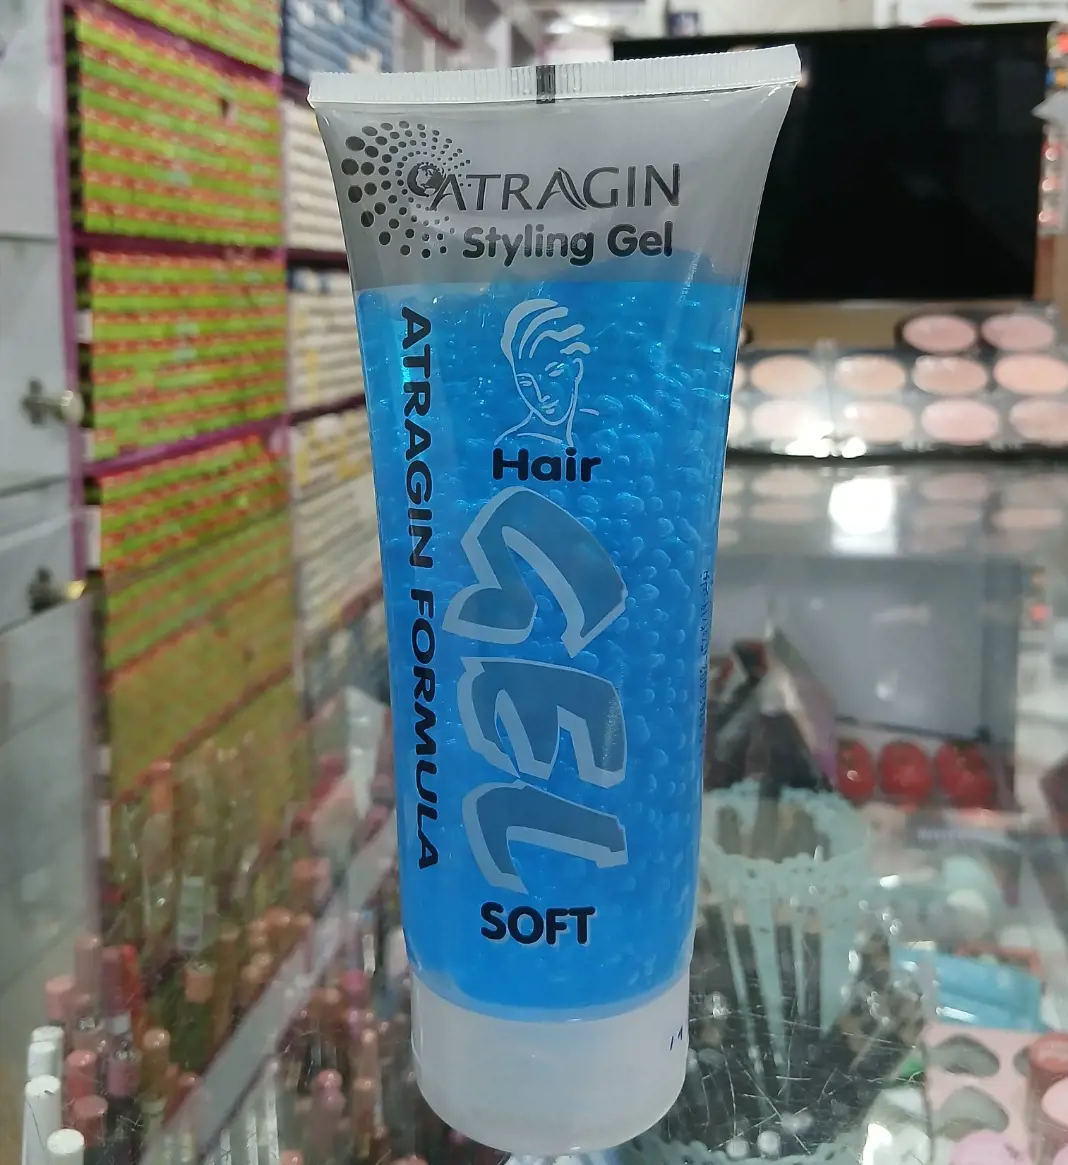 ATRAGIN
Styling Gel
ATRAGIN FORMULA
Hair
GEL
SOFT